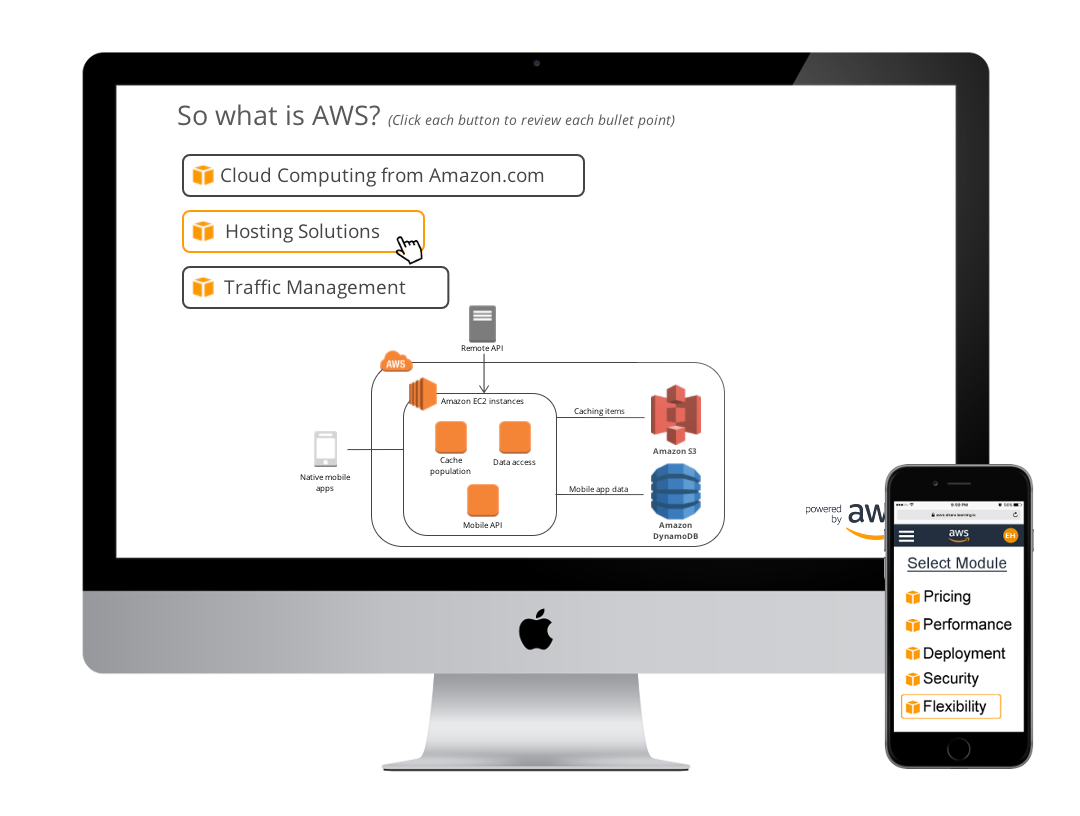 So what is AWS? (Click each button to review each bullet point)
Cloud Computing from Amazon.com
Hosting Solutions
Traffic Management
Remote API
AWS
Amazon EC2 instances
Caching items
Cache
population
Data access
Amazon S3
Native mobile
apps
Mobile app data
Mobile API
Amazon
DynamoDB
powered
by
aw
9:99 PM
aws
EH
Select Module
Pricing
Performance
Deployment
Security
Flexibility